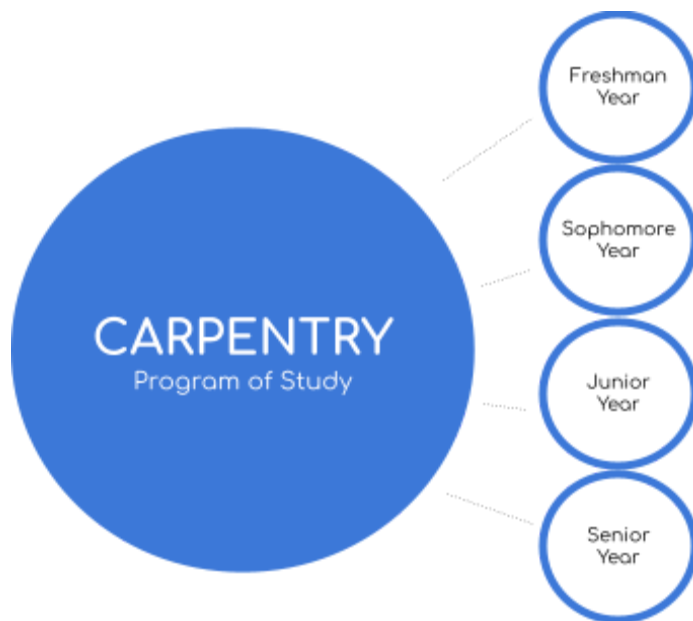 CARPENTRY
Program of Study
Freshman
Year
Sophomore
Year
Junior
Year
Senior
Year